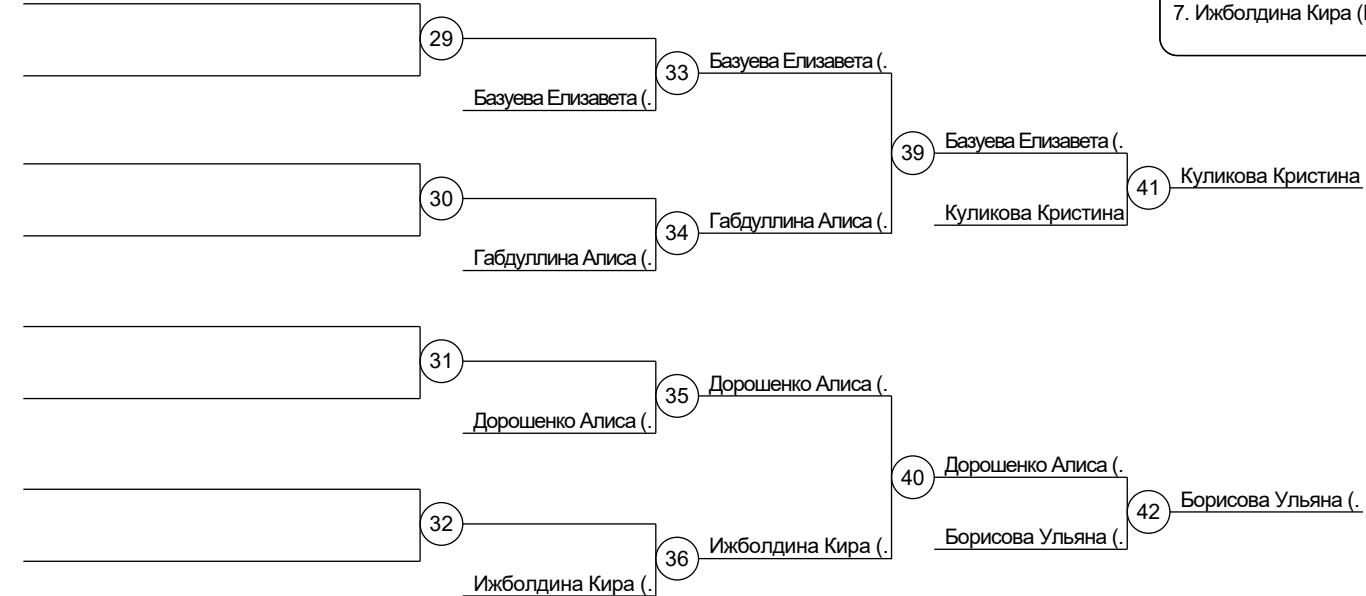 7. Ижболдина Кира (
29
Базуева Елизавета (.
33
Базуева Елизавета (.
39
Базуева Елизавета (.
41
Куликова Кристина
30
Габдуллина Алиса (.
34
Габдуллина Алиса (.
Куликова Кристина
31
Дорошенко Алиса (.
35
Дорошенко Алиса (.
40
Дорошенко Алиса (.
42
Борисова Ульяна (.
32
Ижболдина Кира (.
36
Ижболдина Кира (.
Борисова Ульяна (.